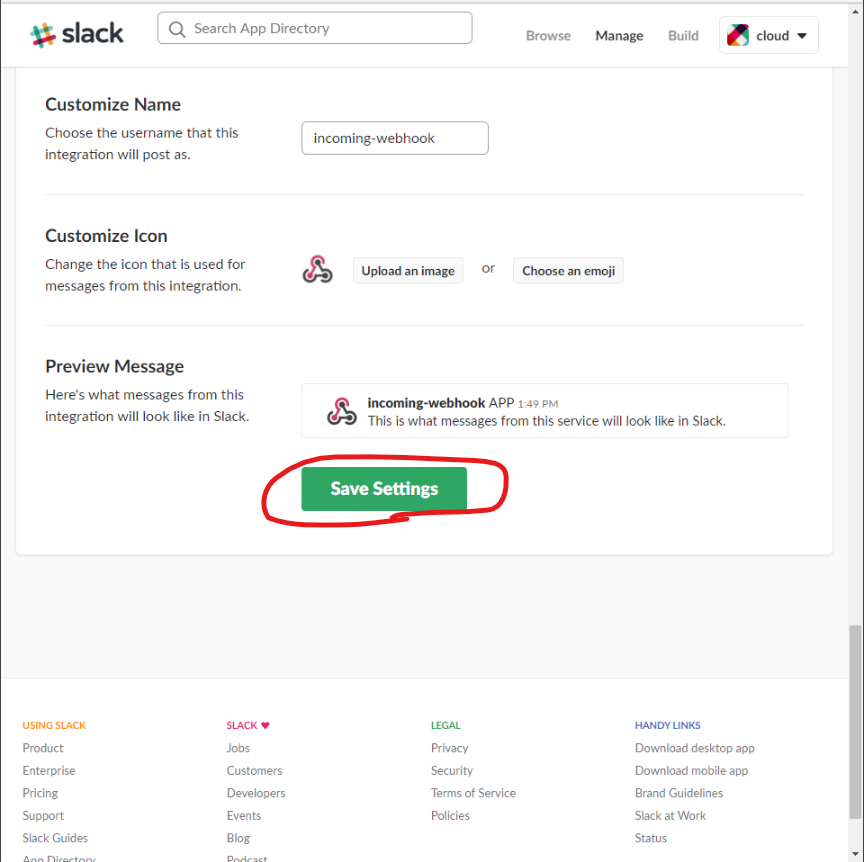 slack
Search App Directory
Browse
Manage
Build
cloud
Customize Name
Choose the username that this
integration will post as.
incoming-webhook
Customize Icon
Change the icon that is used for
messages from this integration.
Upload an image
or
Choose an emoji
Preview Message
Here's what messages from this
integration will look like in Slack.
incoming-webhook APP 1:49 PM
This is what messages from this service will look like in Slack.
Save Settings
USING SLACK
Product
Enterprise
Pricing
Support
Slack Guides
App Directory
SLACK ♥
Jobs
Customers
Developers
Events
Blog
Podcast
LEGAL
Privacy
Security
Terms of Service
Policies
HANDY LINKS
Download desktop app
Download mobile app
Brand Guidelines
Slack at Work
Status